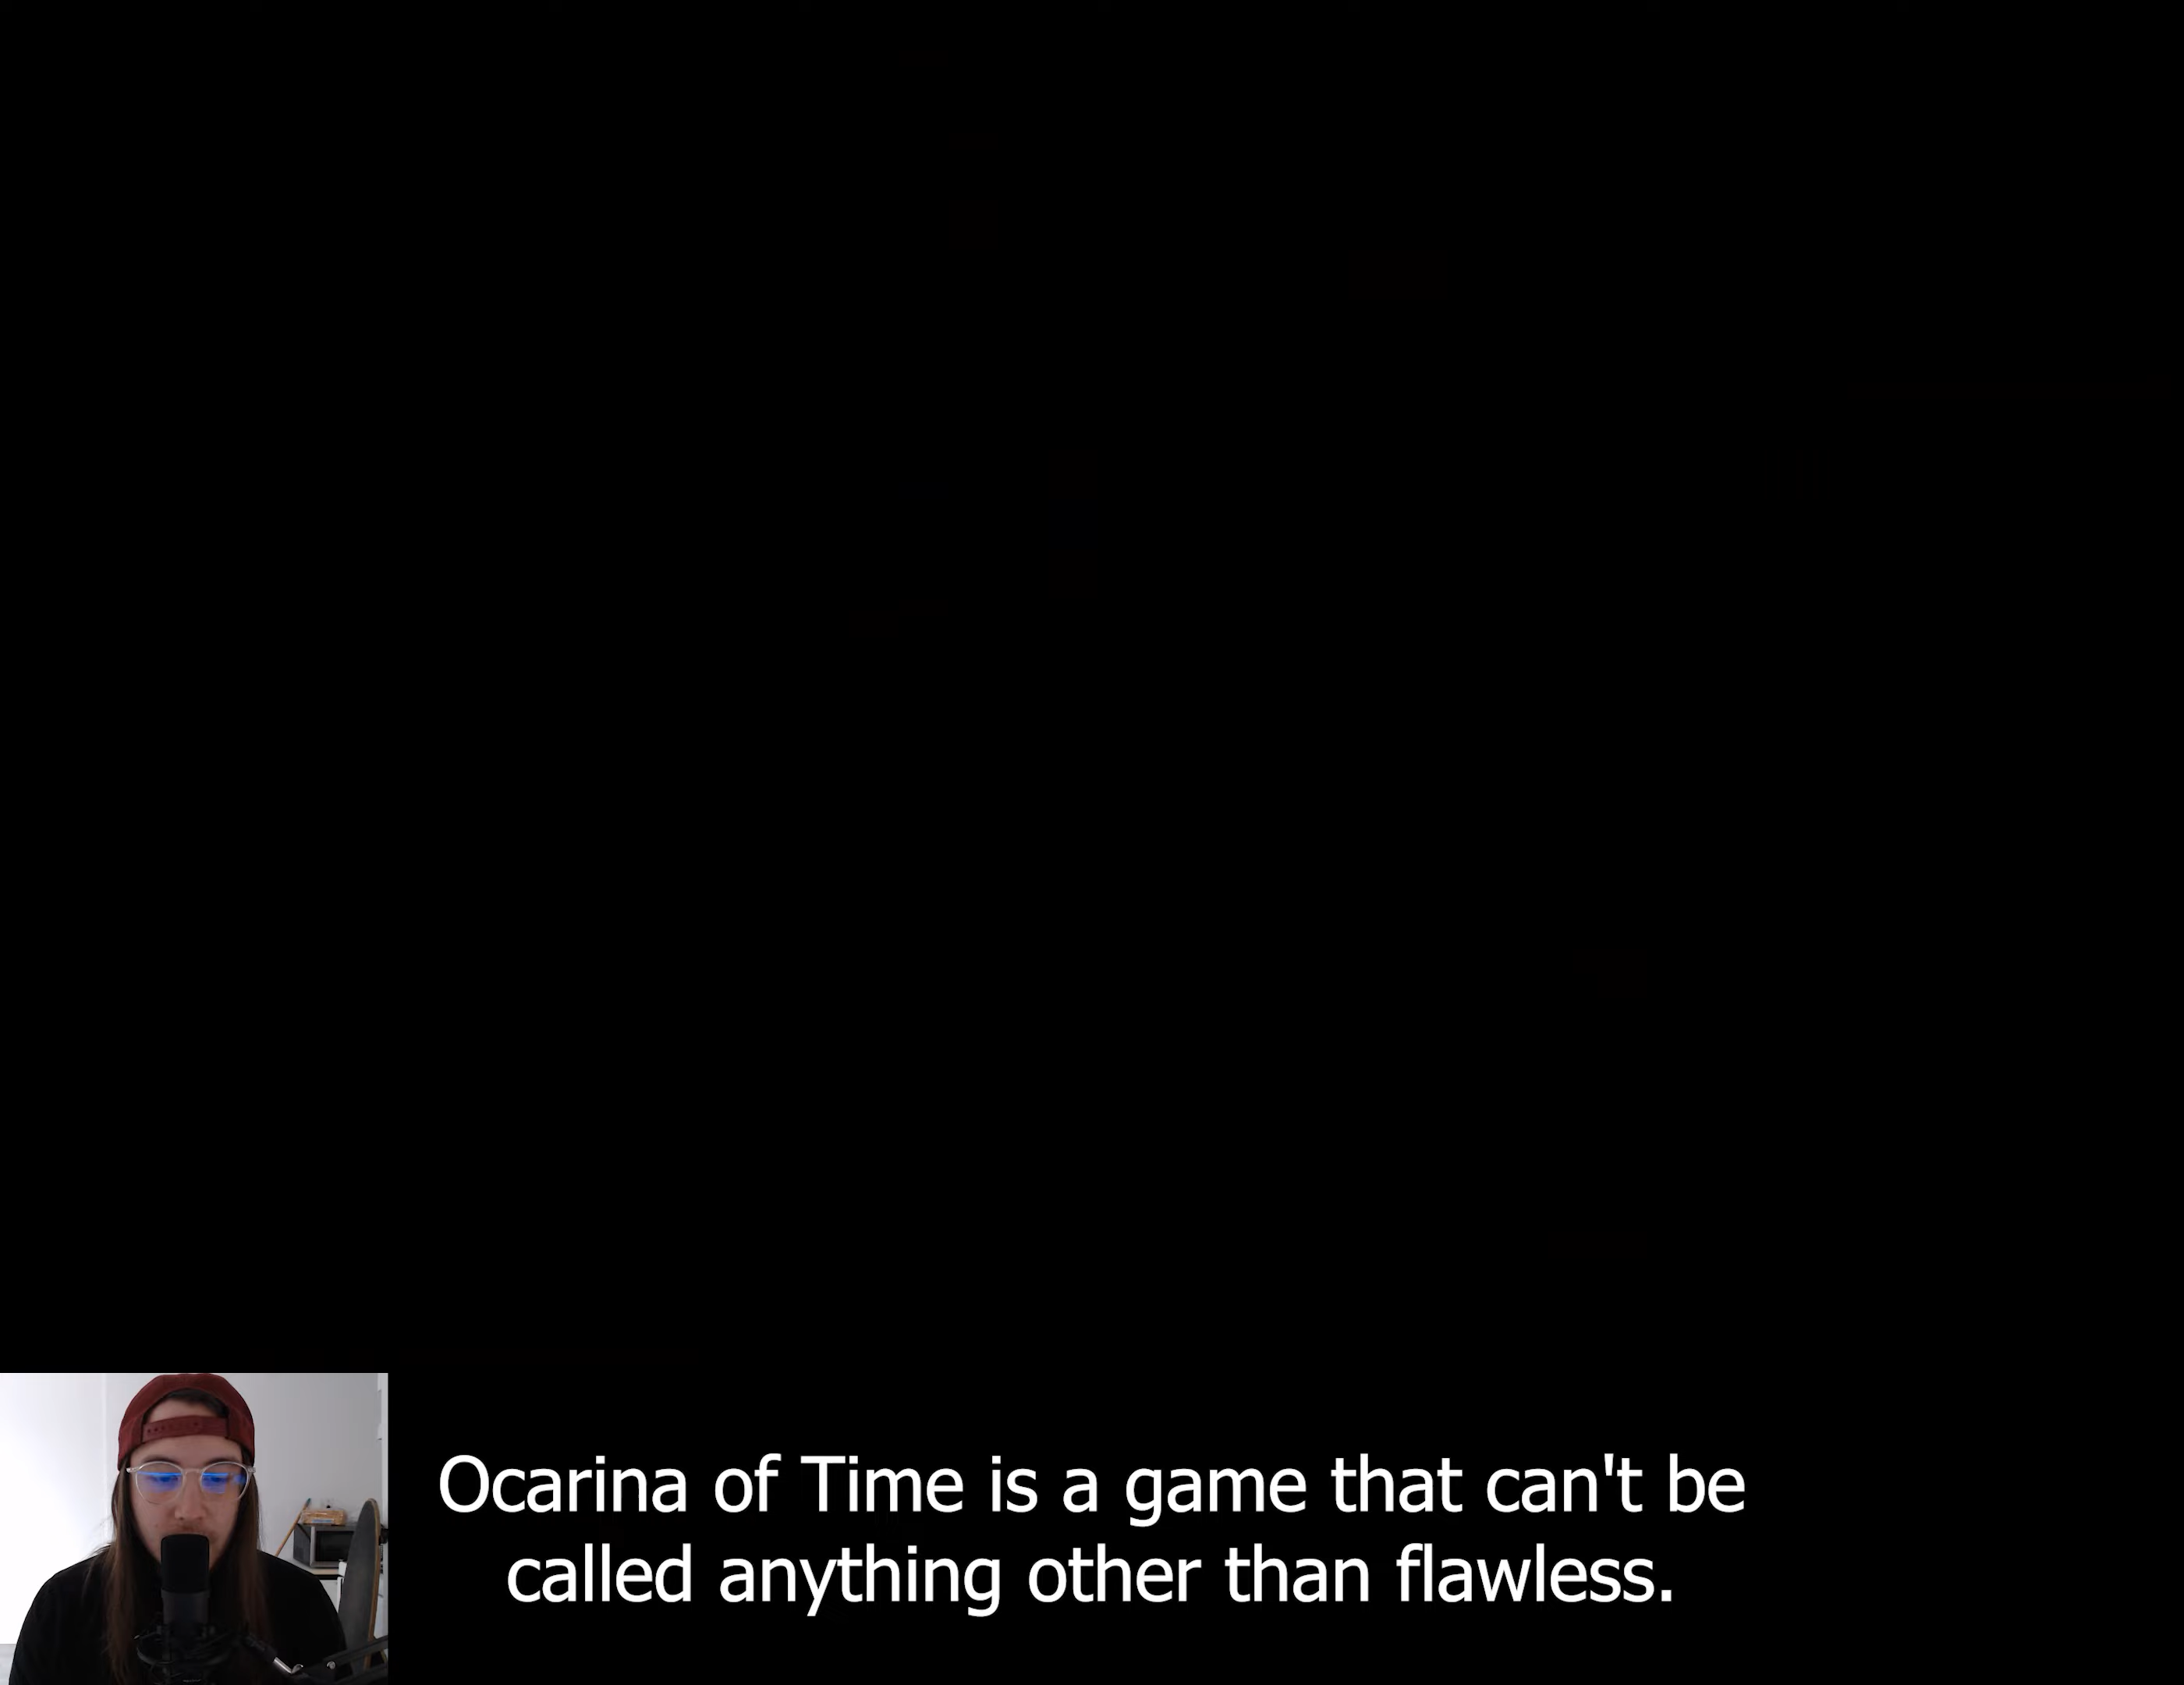 Ocarina of Time is a game that can't be
called anything other than flawless.